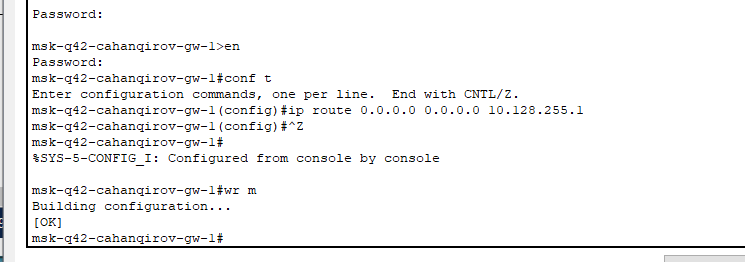 Password:
msk-q42-cahanqirov-gw-1>en
Password:
msk-q42-cahanqirov-gw-1#conf t
Enter configuration commands, one per line.  End with CNTL/Z.
msk-q42-cahanqirov-gw-1(config)#ip route 0.0.0.0 0.0.0.0 10.128.255.1
msk-q42-cahanqirov-gw-1(config)#^Z
msk-q42-cahanqirov-gw-1#
%SYS-5-CONFIG_I: Configured from console by console
msk-q42-cahanqirov-gw-1#wr m
Building configuration...
[OK]
msk-q42-cahanqirov-gw-1#